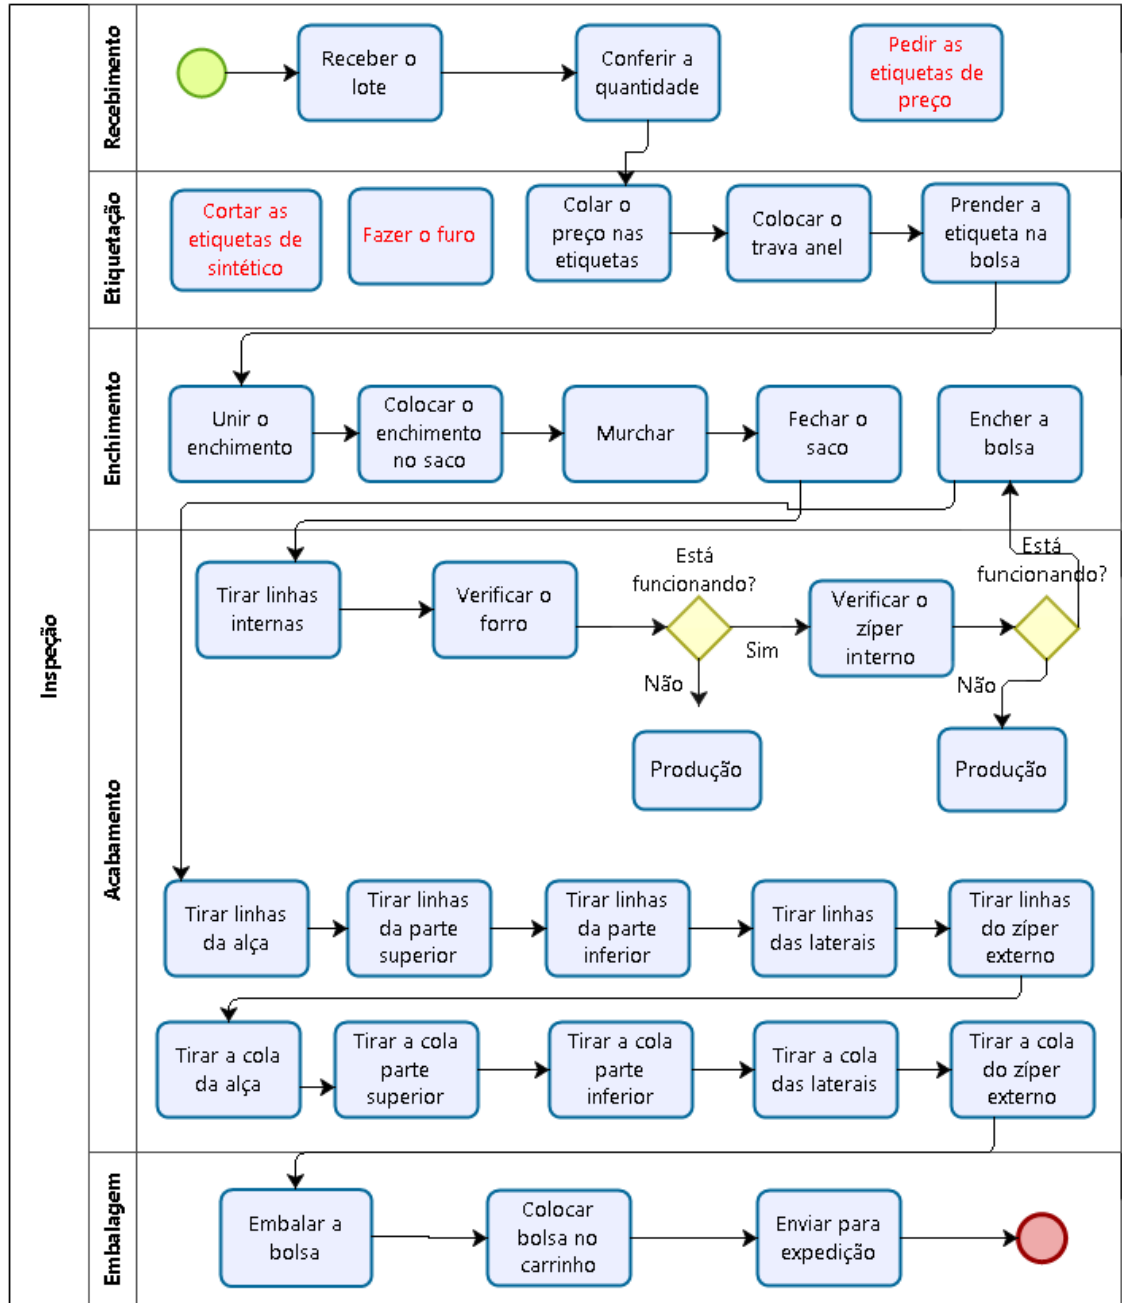 Inspeção
Recebimento
Receber o
lote
Conferir a
quantidade
Pedir as
etiquetas de
preço
Etiquetação
Cortar as
etiquetas de
sintético
Fazer o furo
Colar o
preço nas
etiquetas
Colocar o
trava anel
Prender a
etiqueta na
bolsa
Enchimento
Unir o
enchimento
Colocar o
enchimento
no saco
Murchar
Fechar o
saco
Encher a
bolsa
Acabamento
Tirar linhas
internas
Verificar o
forro
Está
funcionando?
Sim
Não
Produção
Verificar o
zíper
interno
Está
funcionando?
Não
Produção
Tirar linhas
da alça
Tirar linhas
da parte
superior
Tirar linhas
da parte
inferior
Tirar linhas
das laterais
Tirar linhas
do zíper
externo
Tirar a cola
da alça
Tirar a cola
parte
superior
Tirar a cola
parte
inferior
Tirar a cola
das laterais
Tirar a cola
do zíper
externo
Embalagem
Embalar a
bolsa
Colocar
bolsa no
carrinho
Enviar para
expedição